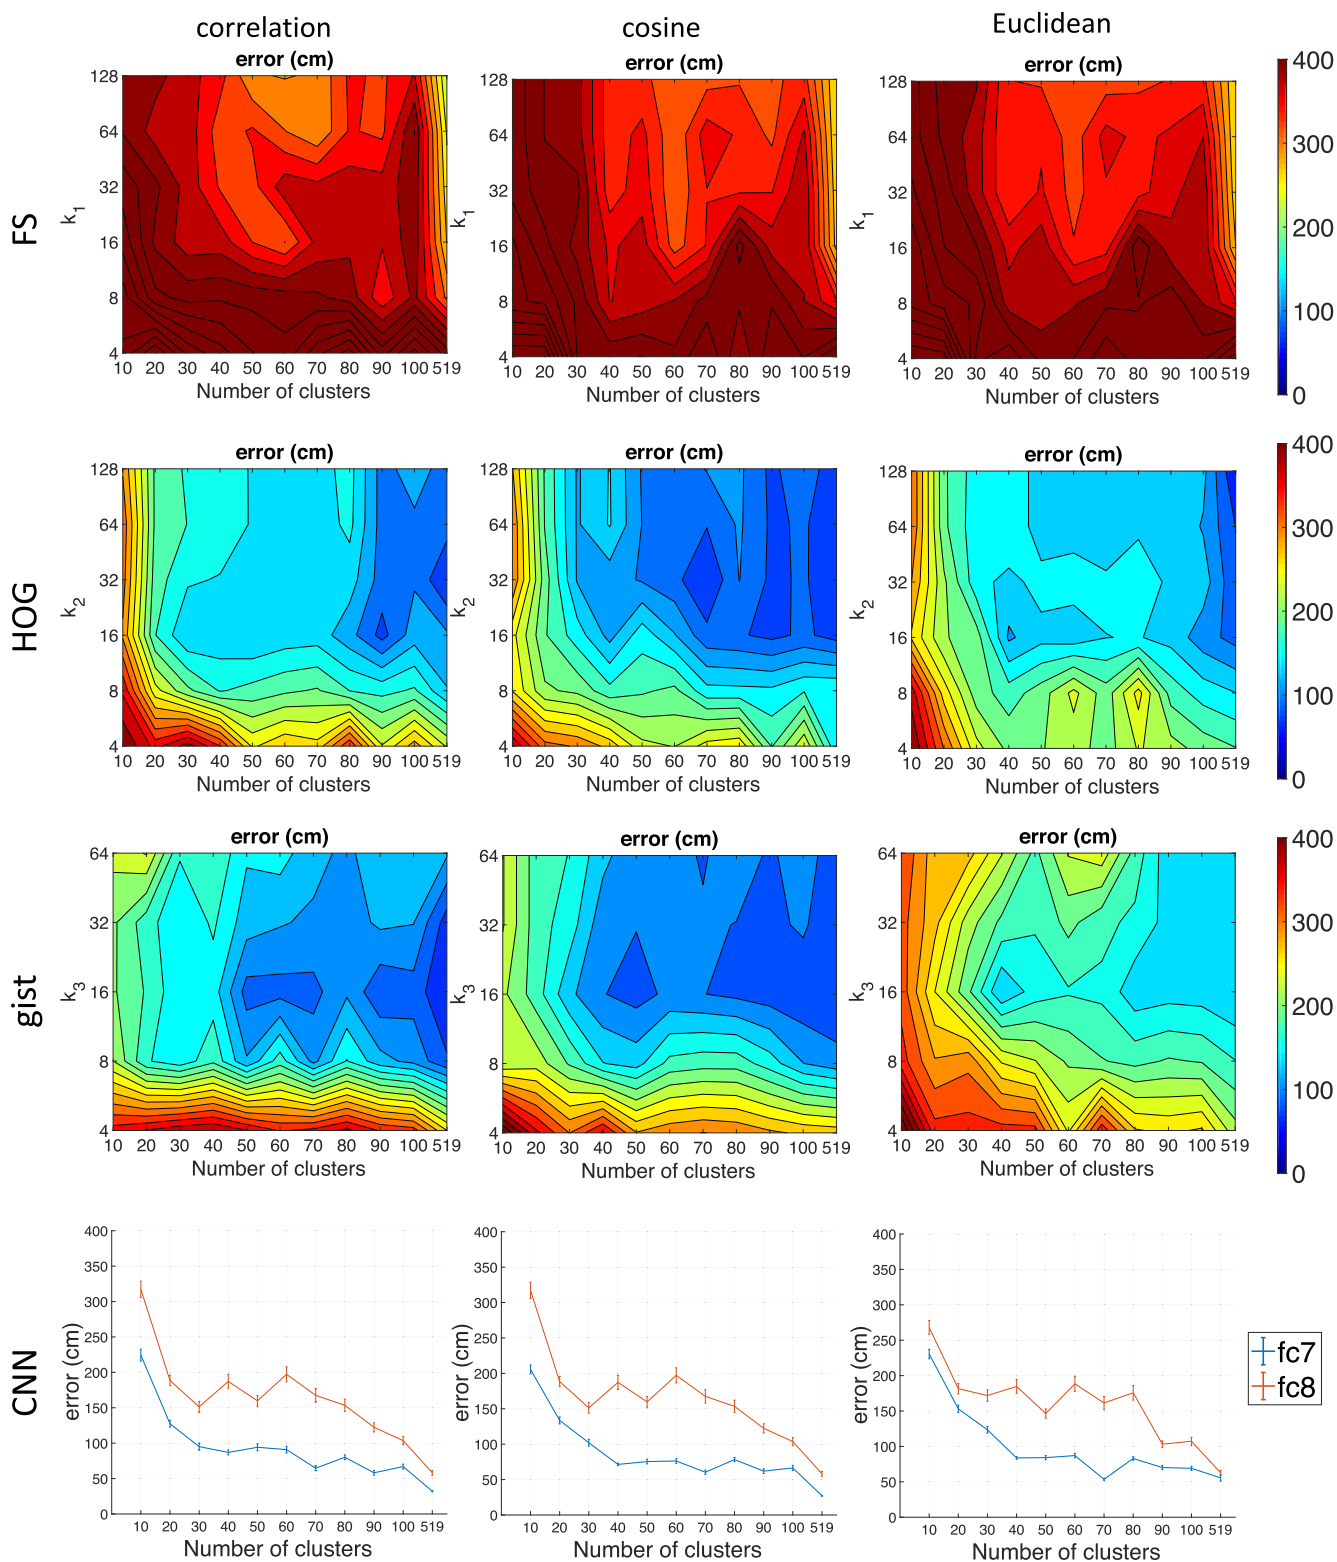 correlation cosine Euclidean
error (cm) error (cm) error (cm)
FS
128 64 32 16 8 4
k1
10 20 30 40 50 60 70 80 90 100 519
Number of clusters
128 64 32 16 8 4
k1
10 20 30 40 50 60 70 80 90 100 519
Number of clusters
128 64 32 16 8 4
k1
10 20 30 40 50 60 70 80 90 100 519
Number of clusters
400 300 200 100 0
error (cm) error (cm) error (cm)
HOG
128 64 32 16 8 4
k2
10 20 30 40 50 60 70 80 90 100 519
Number of clusters
128 64 32 16 8 4
k2
10 20 30 40 50 60 70 80 90 100 519
Number of clusters
128 64 32 16 8 4
k2
10 20 30 40 50 60 70 80 90 100 519
Number of clusters
400 300 200 100 0
error (cm) error (cm) error (cm)
gist
64 32 16 8 4
k3
10 20 30 40 50 60 70 80 90 100 519
Number of clusters
64 32 16 8 4
k3
10 20 30 40 50 60 70 80 90 100 519
Number of clusters
64 32 16 8 4
k3
10 20 30 40 50 60 70 80 90 100 519
Number of clusters
400 300 200 100 0
CNN
400 350 300 250 200 150 100 50 0
error (cm)
10 20 30 40 50 60 70 80 90 100 519
Number of clusters
400 350 300 250 200 150 100 50 0
error (cm)
10 20 30 40 50 60 70 80 90 100 519
Number of clusters
400 350 300 250 200 150 100 50 0
error (cm)
10 20 30 40 50 60 70 80 90 100 519
Number of clusters
fc7
fc8